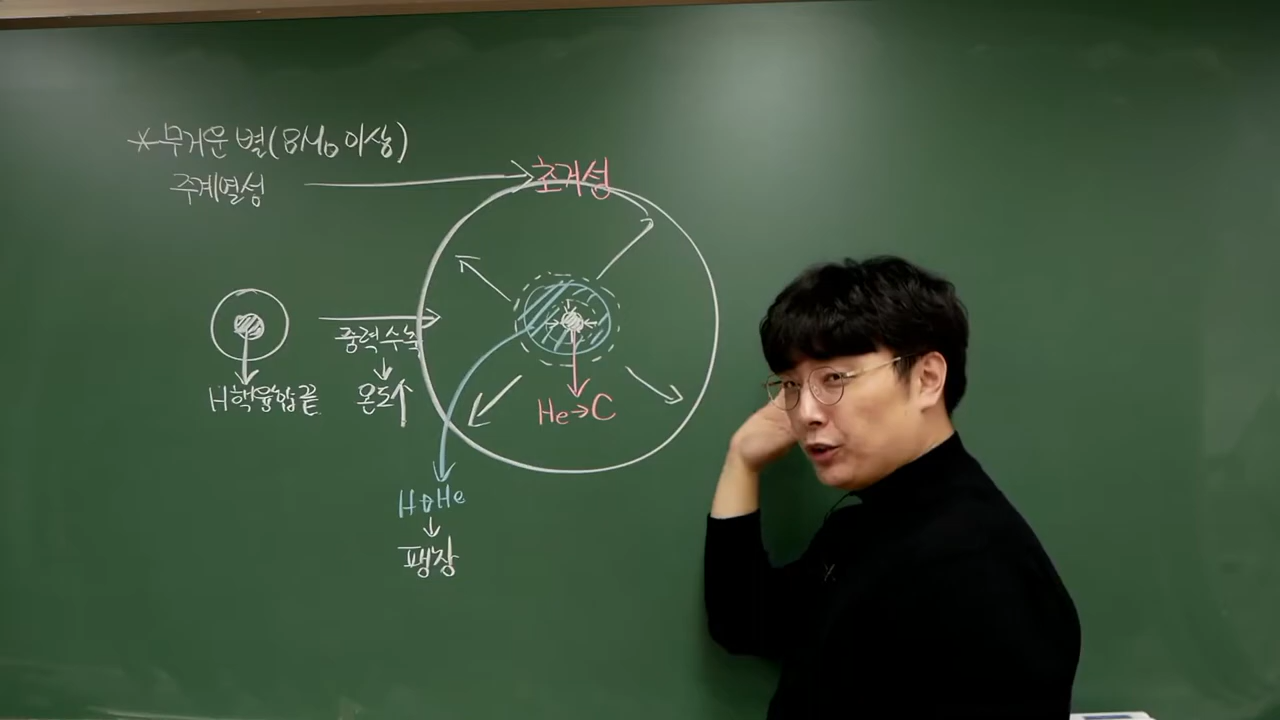 *무거운 별(8M⊙ 이상)
주계열성 → 초거성
중력수축
↓
온도↑
H핵융합끝
He→C
H→He
↓
팽창